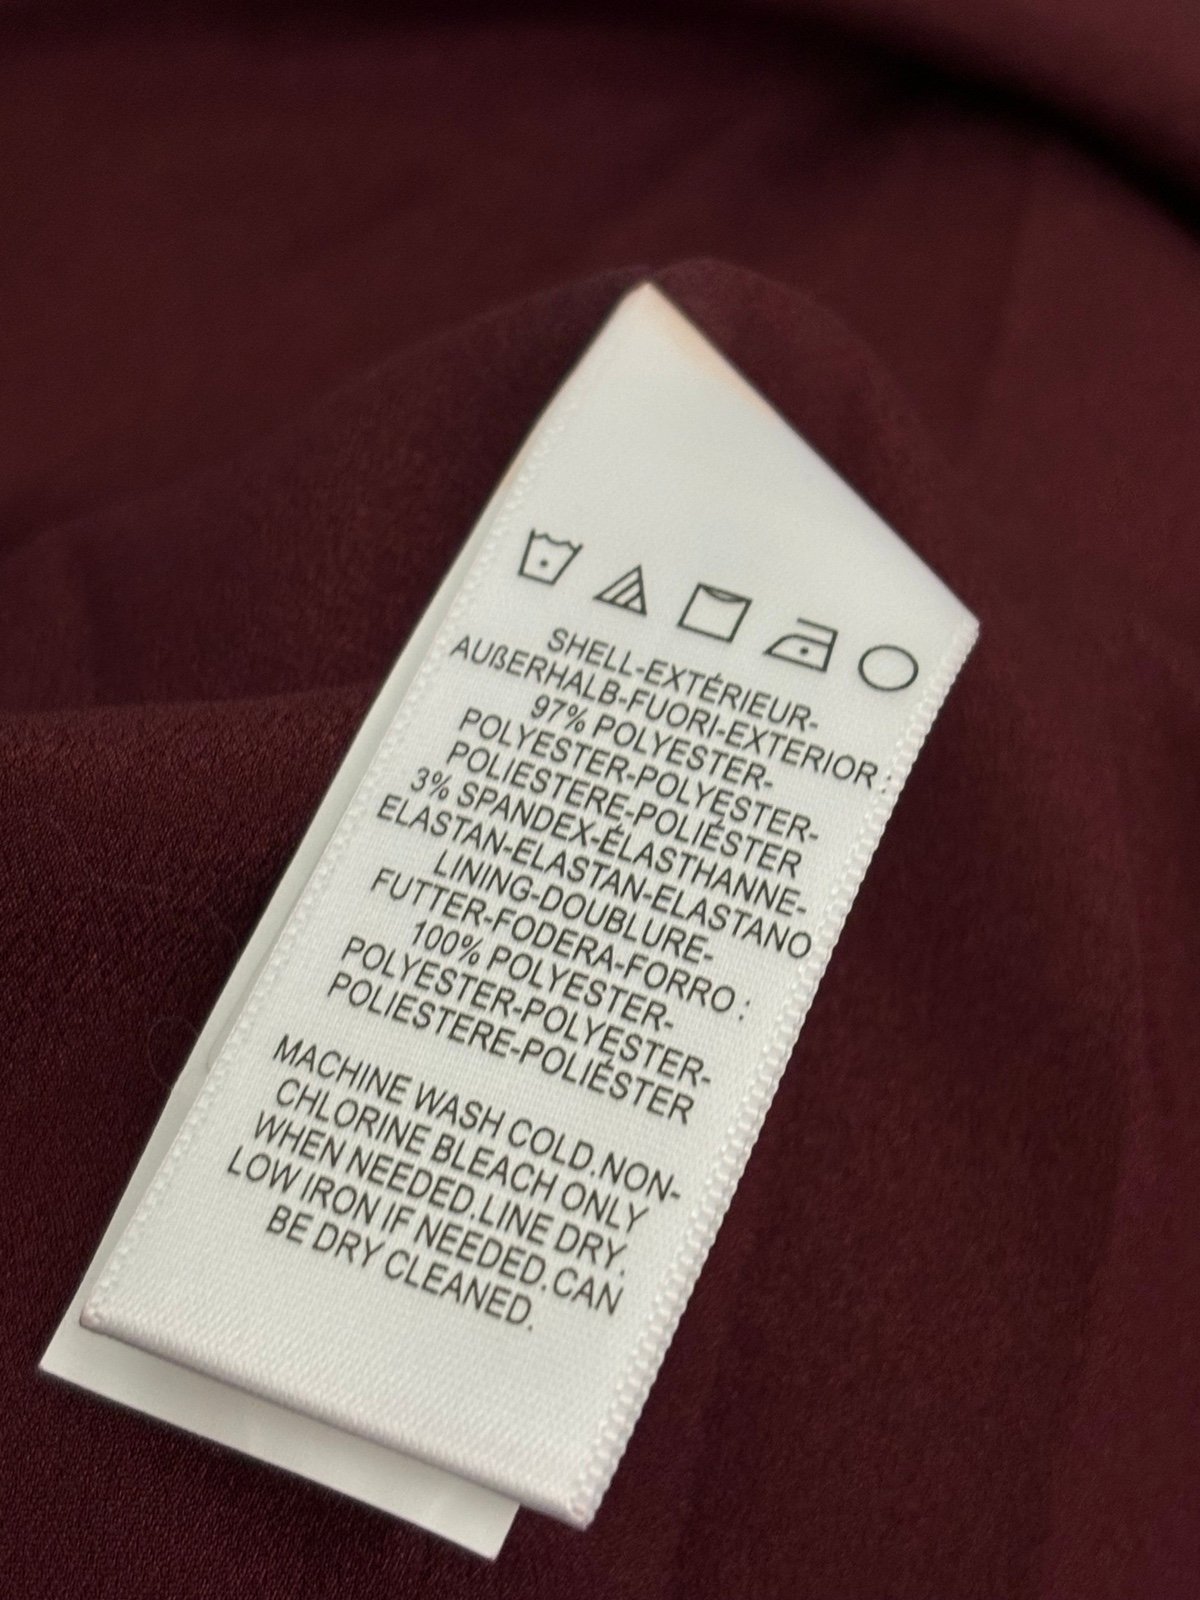 SHELL-EXTÉRIEUR-
AUßERHALB-FUORI-EXTERIOR :
97% POLYESTER-
POLYESTER-POLYESTER-
POLIESTERE-POLIÉSTER
3% SPANDEX-ÉLASTHANNE-
ELASTAN-ELASTAN-ELASTANO
LINING-DOUBLURE-
FUTTER-FODERA-FORRO :
100% POLYESTER-
POLYESTER-POLYESTER-
POLIESTERE-POLIÉSTER
MACHINE WASH COLD.NON-
CHLORINE BLEACH ONLY
WHEN NEEDED.LINE DRY.
LOW IRON IF NEEDED.CAN
BE DRY CLEANED.